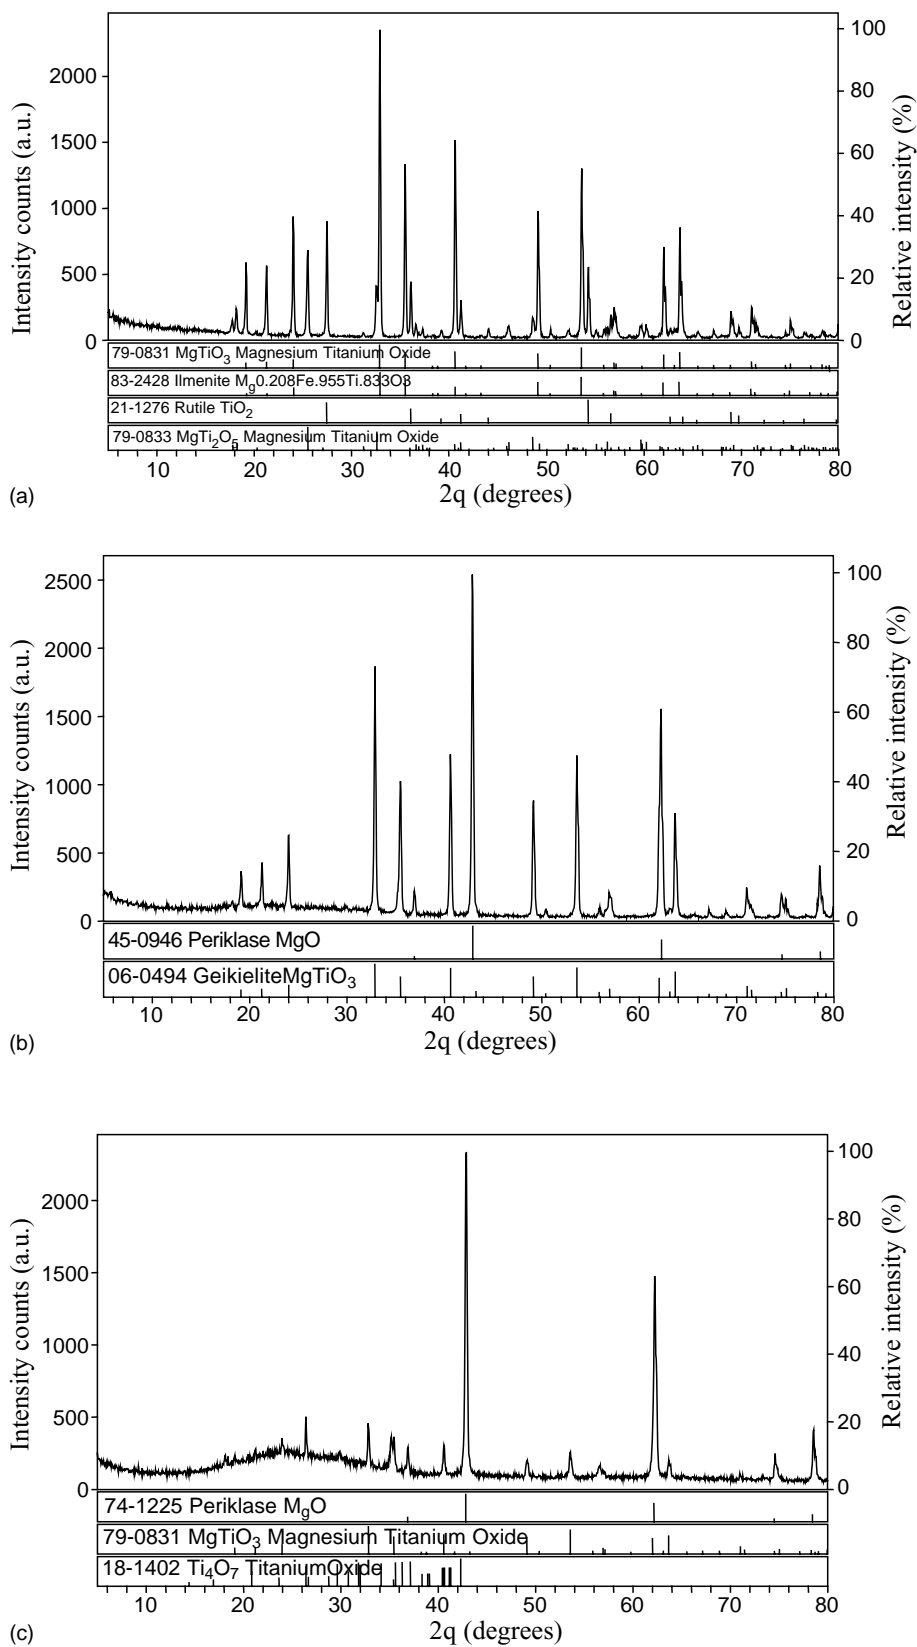 Intensity counts (a.u.)
2000
1500
1000
500
0
100
80
60
40
20
0
Relative intensity (%)
79-0831 MgTiO3 Magnesium Titanium Oxide
83-2428 Ilmenite Mg0.208Fe.955Ti.833O3
21-1276 Rutile TiO2
79-0833 MgTi2O5 Magnesium Titanium Oxide
10 20 30 40 50 60 70 80
2q (degrees)
(a)
Intensity counts (a.u.)
2500
2000
1500
1000
500
0
100
80
60
40
20
0
Relative intensity (%)
45-0946 Periklase MgO
06-0494 GeikieliteMgTiO3
10 20 30 40 50 60 70 80
2q (degrees)
(b)
Intensity counts (a.u.)
2000
1500
1000
500
0
100
80
60
40
20
0
Relative intensity (%)
74-1225 Periklase MgO
79-0831 MgTiO3 Magnesium Titanium Oxide
18-1402 Ti4O7 TitaniumOxide
10 20 30 40 50 60 70 80
2q (degrees)
(c)